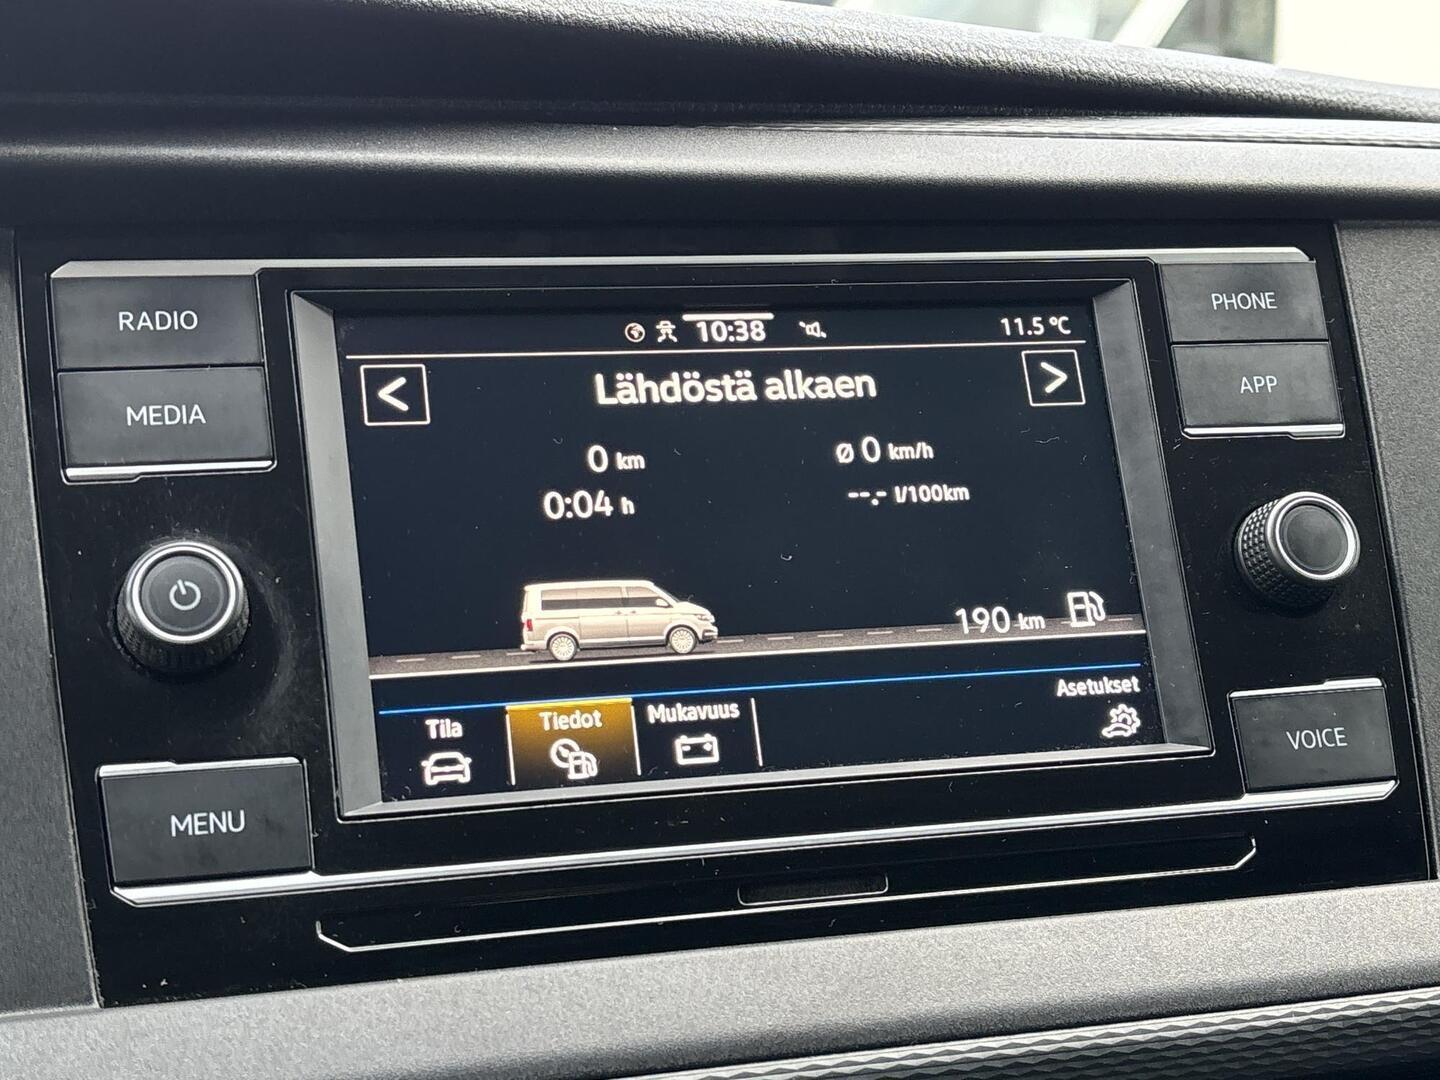 RADIO
MEDIA
MENU
PHONE
APP
VOICE
10:38
11.5 °C
<
Lähdöstä alkaen
>
0 km
Ø 0 km/h
0:04 h
--.- l/100km
190 km
Tila
Tiedot
Mukavuus
Asetukset